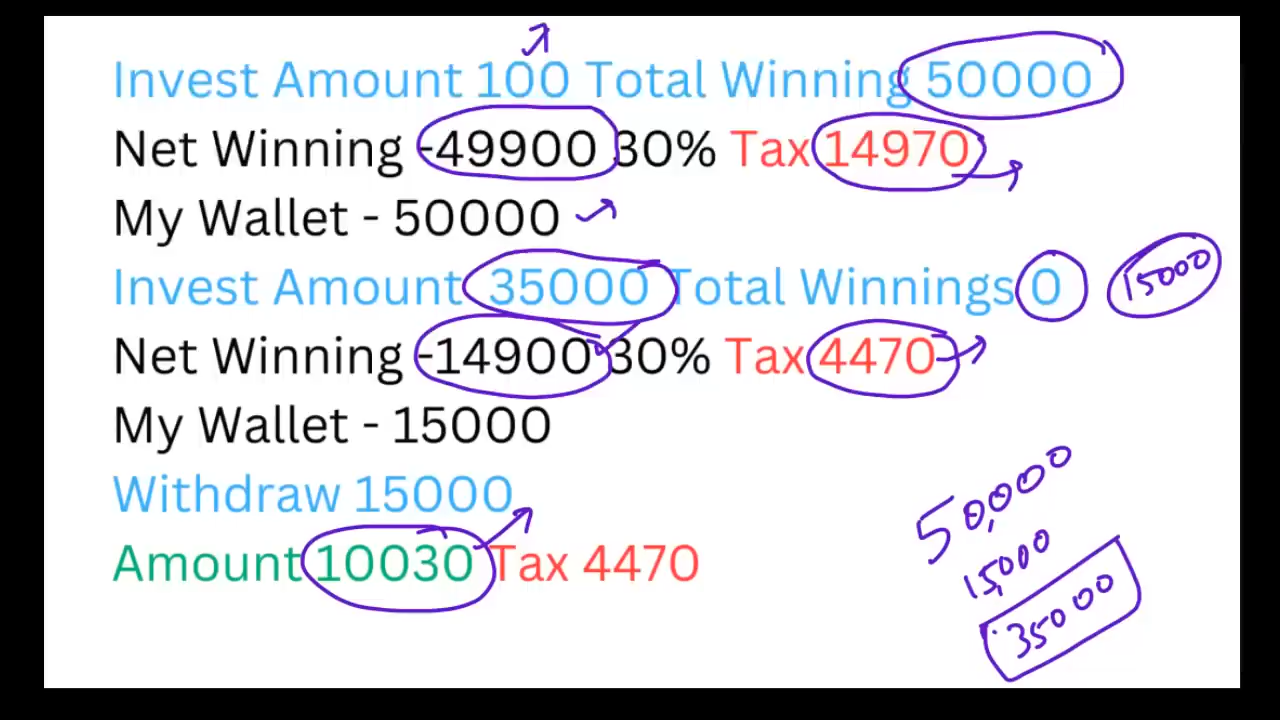 Invest Amount 100 Total Winning 50000
Net Winning -49900 30% Tax 14970
My Wallet - 50000
Invest Amount 35000 Total Winnings 0 15000
Net Winning -14900 30% Tax 4470
My Wallet - 15000
Withdraw 15000
Amount 10030 Tax 4470
50,000
15,000
35000